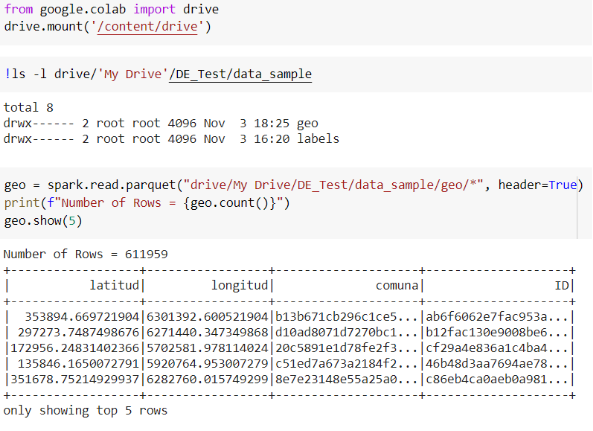 from google.colab import drive
drive.mount('/content/drive')
!ls -l drive/'My Drive'/DE_Test/data_sample
total 8
drwx------ 2 root root 4096 Nov  3 18:25 geo
drwx------ 2 root root 4096 Nov  3 16:20 labels
geo = spark.read.parquet("drive/My Drive/DE_Test/data_sample/geo/*", header=True)
print(f"Number of Rows = {geo.count()}")
geo.show(5)
Number of Rows = 611959
+-----------------+-----------------+--------------------+--------------------+
|          latitud|         longitud|              comuna|                  ID|
+-----------------+-----------------+--------------------+--------------------+
|  353894.669721904|6301392.600521904|b13b671cb296c1ce5...|ab6f6062e7fac953a...|
| 297273.7487498676|6271440.347349868|d10ad8071d7270bc1...|b12fac130e9008be6...|
|172956.24831402366|5702581.978114024|20c5891e1d78fe2f3...|cf29a4e836a1c4ba4...|
| 135846.1650072791|5920764.953007279|c51ed7a673a2184f2...|46b48d3aa7694ae78...|
|351678.75214929937|6282760.015749299|8e7e23148e55a25a0...|c86eb4ca0aeb0a981...|
+-----------------+-----------------+--------------------+--------------------+
only showing top 5 rows